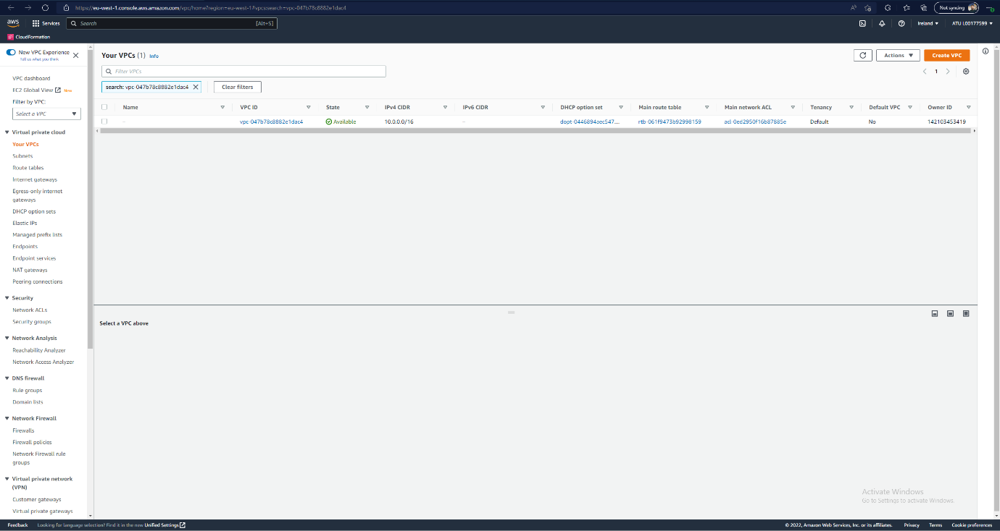 https://eu-west-1.console.aws.amazon.com/vpc/home?region=eu-west-1#vpcs:search=vpc-047b78c8882e1dac4
Not syncing
aws
Services
Search
[Alt+S]
Ireland
ATU L00177599
CloudFormation
New VPC Experience
Tell us what you think
VPC dashboard
EC2 Global View
New
Filter by VPC:
Select a VPC
Virtual private cloud
Your VPCs
Subnets
Route tables
Internet gateways
Egress-only internet
gateways
DHCP option sets
Elastic IPs
Managed prefix lists
Endpoints
Endpoint services
NAT gateways
Peering connections
Security
Network ACLs
Security groups
Network Analysis
Reachability Analyzer
Network Access Analyzer
DNS firewall
Rule groups
Domain lists
Network Firewall
Firewalls
Firewall policies
Network Firewall rule
groups
Virtual private network
(VPN)
Customer gateways
Virtual private gateways
Your VPCs (1) Info
Actions
Create VPC
Filter VPCs
1
search: vpc-047b78c8882e1dac4
Clear filters
Name VPC ID State IPv4 CIDR IPv6 CIDR DHCP option set Main route table Main network ACL Tenancy Default VPC Owner ID
– vpc-047b78c8882e1dac4 Available 10.0.0.0/16 – dopt-0446894aec547... rtb-061f9473b92998159 acl-0ed2950f16b87885e Default No 142103453419
Select a VPC above
Activate Windows
Go to Settings to activate Windows.
Feedback
Looking for language selection? Find it in the new Unified Settings
© 2022, Amazon Web Services, Inc. or its affiliates.
Privacy
Terms
Cookie preferences